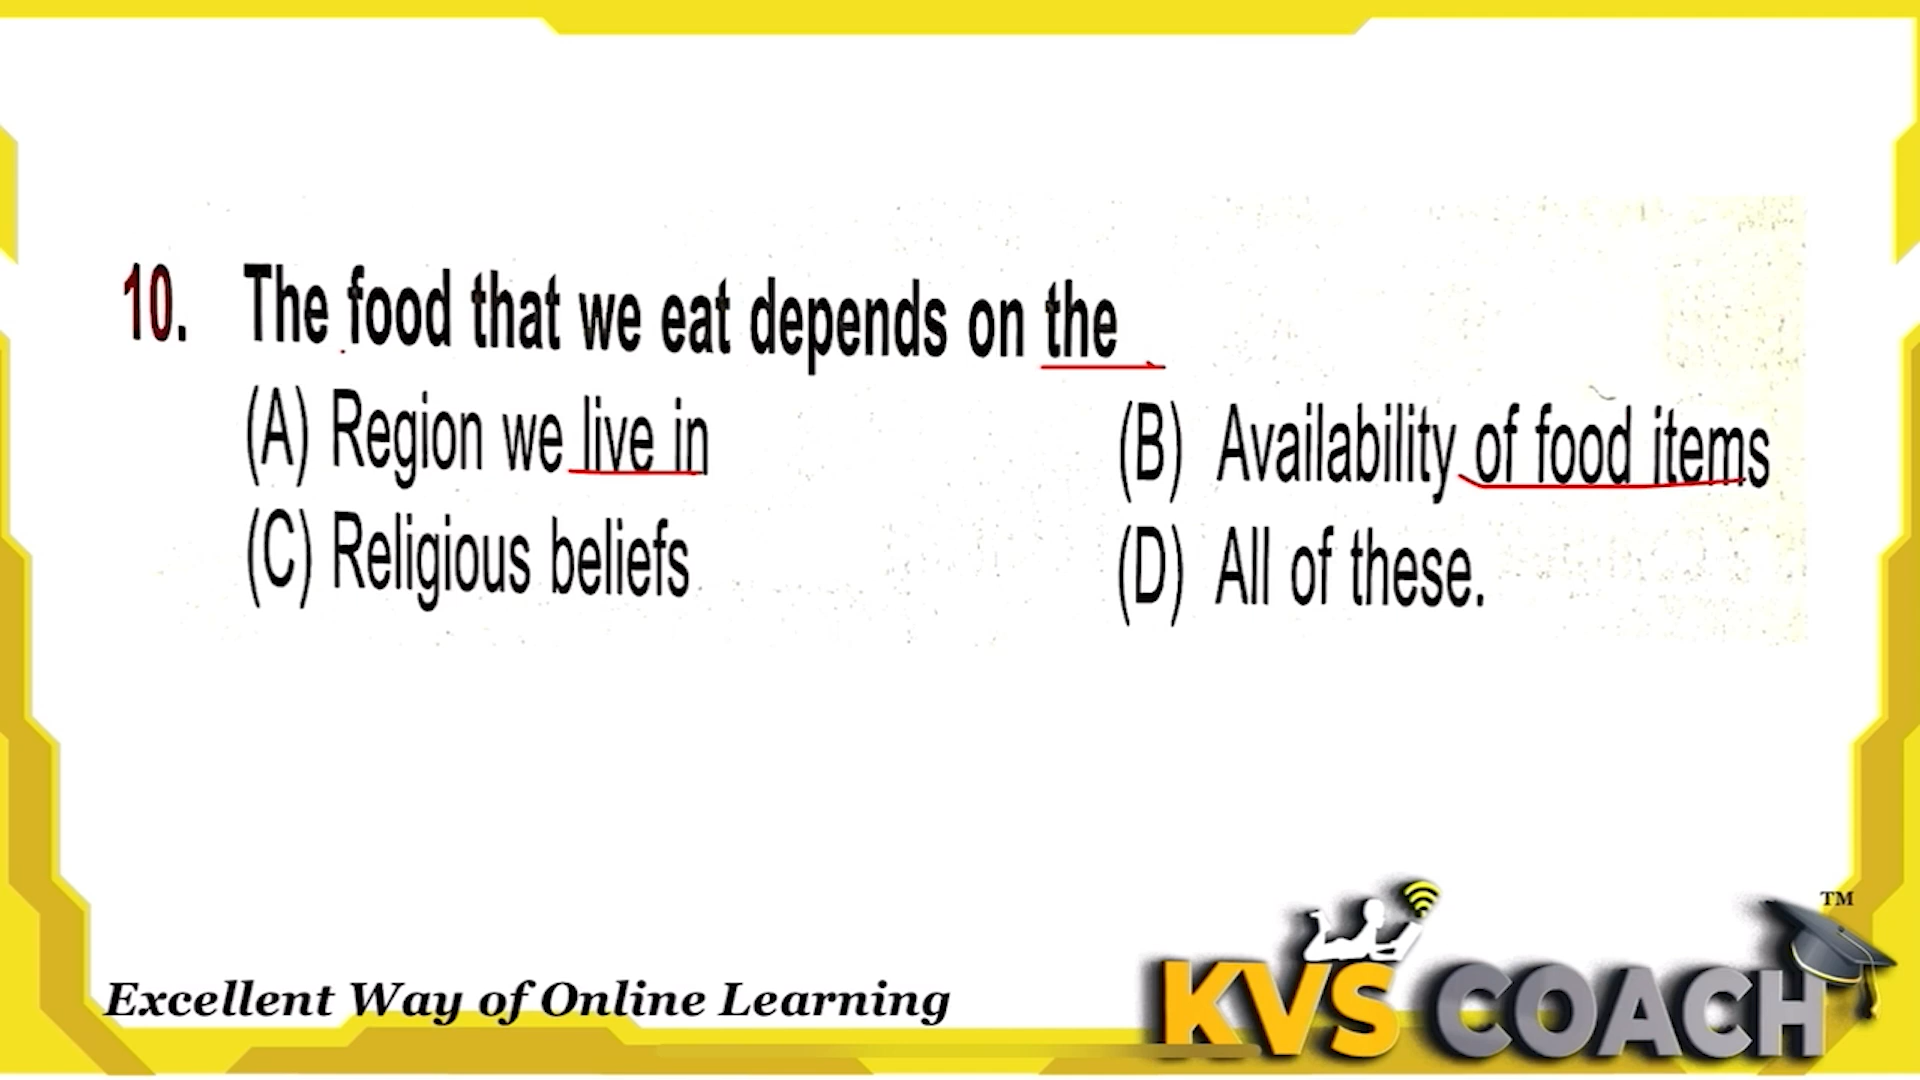 10. The food that we eat depends on the
(A) Region we live in (B) Availability of food items
(C) Religious beliefs (D) All of these.
Excellent Way of Online Learning
KVS COACH TM